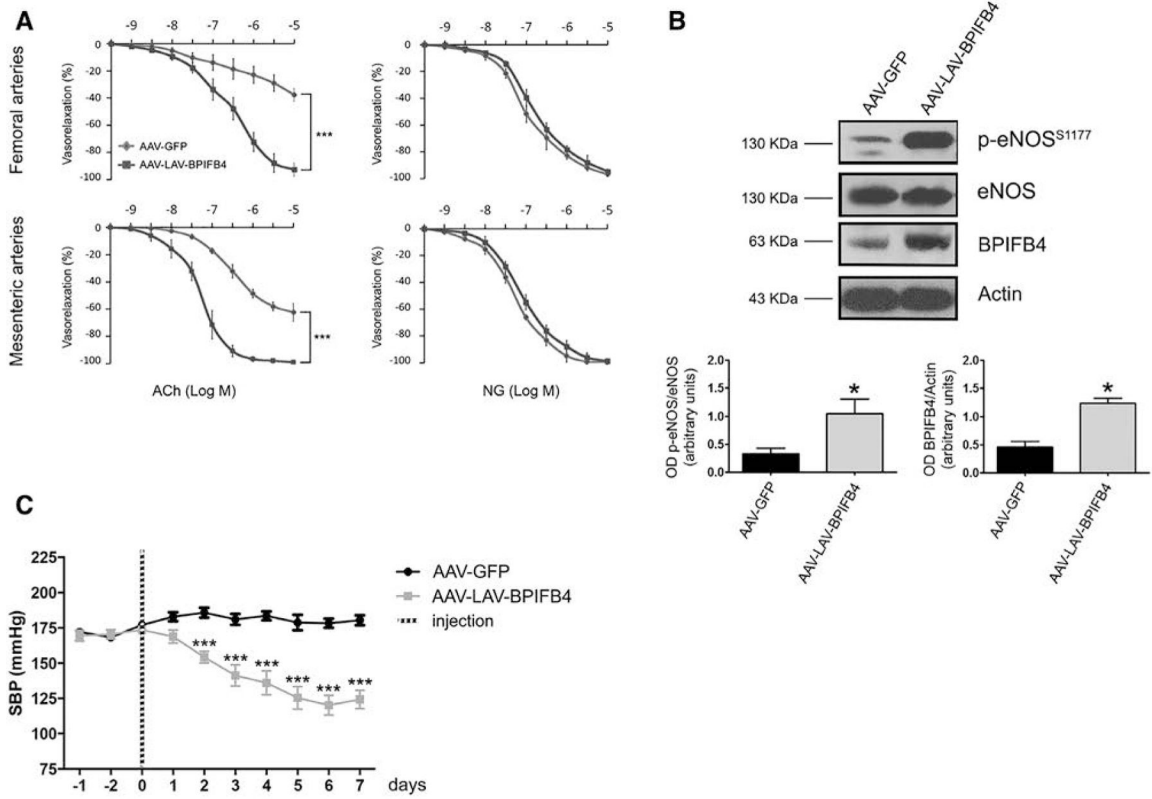 A
Femoral arteries
Vasorelaxation (%)
-9 -8 -7 -6 -5
0
-20
-40
-60
-80
-100
AAV-GFP
AAV-LAV-BPIFB4
***
Vasorelaxation (%)
-9 -8 -7 -6 -5
0
-20
-40
-60
-80
-100
Mesenteric arteries
Vasorelaxation (%)
-9 -8 -7 -6 -5
0
-20
-40
-60
-80
-100
***
ACh (Log M)
Vasorelaxation (%)
-9 -8 -7 -6 -5
0
-20
-40
-60
-80
-100
NG (Log M)
B
AAV-GFP
AAV-LAV-BPIFB4
130 KDa p-eNOS^S1177
130 KDa eNOS
63 KDa BPIFB4
43 KDa Actin
OD p-eNOS/eNOS
(arbitrary units)
2.0
1.5
1.0
0.5
0.0
*
AAV-GFP
AAV-LAV-BPIFB4
OD BPIFB4/Actin
(arbitrary units)
2.0
1.5
1.0
0.5
0.0
*
AAV-GFP
AAV-LAV-BPIFB4
C
SBP (mmHg)
225
200
175
150
125
100
75
*** *** *** *** *** ***
-1 -2 0 1 2 3 4 5 6 7 days
AAV-GFP
AAV-LAV-BPIFB4
injection